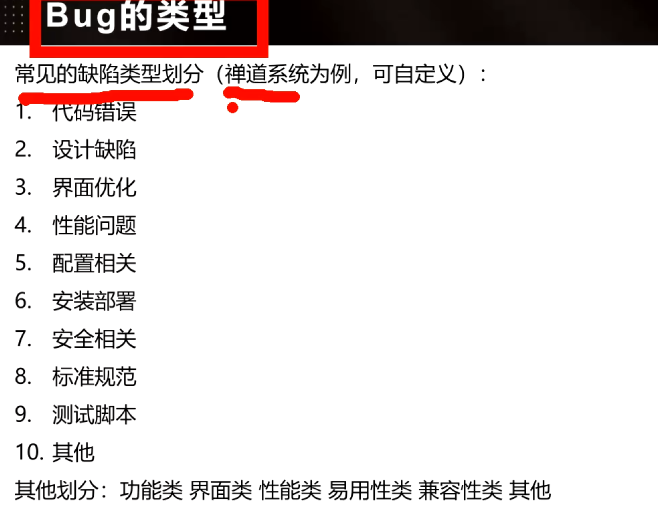 Bug的类型
常见的缺陷类型划分（禅道系统为例，可自定义）：
1. 代码错误
2. 设计缺陷
3. 界面优化
4. 性能问题
5. 配置相关
6. 安装部署
7. 安全相关
8. 标准规范
9. 测试脚本
10. 其他
其他划分：功能类 界面类 性能类 易用性类 兼容性类 其他